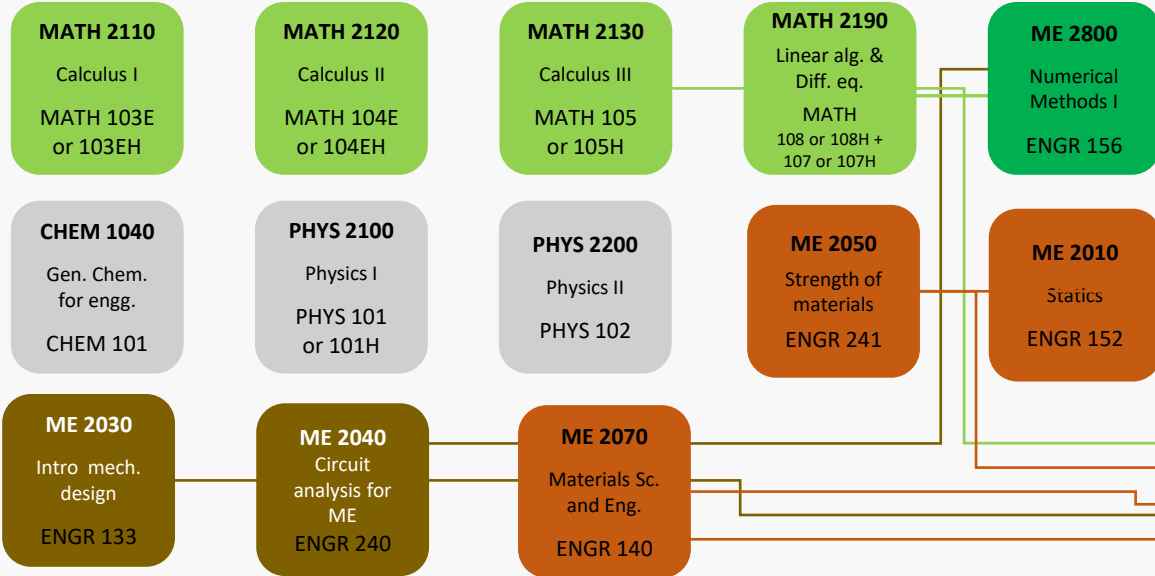 MATH 2110
Calculus I
MATH 103E
or 103EH
MATH 2120
Calculus II
MATH 104E
or 104EH
MATH 2130
Calculus III
MATH 105
or 105H
MATH 2190
Linear alg. &
Diff. eq.
MATH
108 or 108H +
107 or 107H
ME 2800
Numerical
Methods I
ENGR 156
CHEM 1040
Gen. Chem.
for engg.
CHEM 101
PHYS 2100
Physics I
PHYS 101
or 101H
PHYS 2200
Physics II
PHYS 102
ME 2050
Strength of
materials
ENGR 241
ME 2010
Statics
ENGR 152
ME 2030
Intro mech.
design
ENGR 133
ME 2040
Circuit
analysis for
ME
ENGR 240
ME 2070
Materials Sc.
and Eng.
ENGR 140